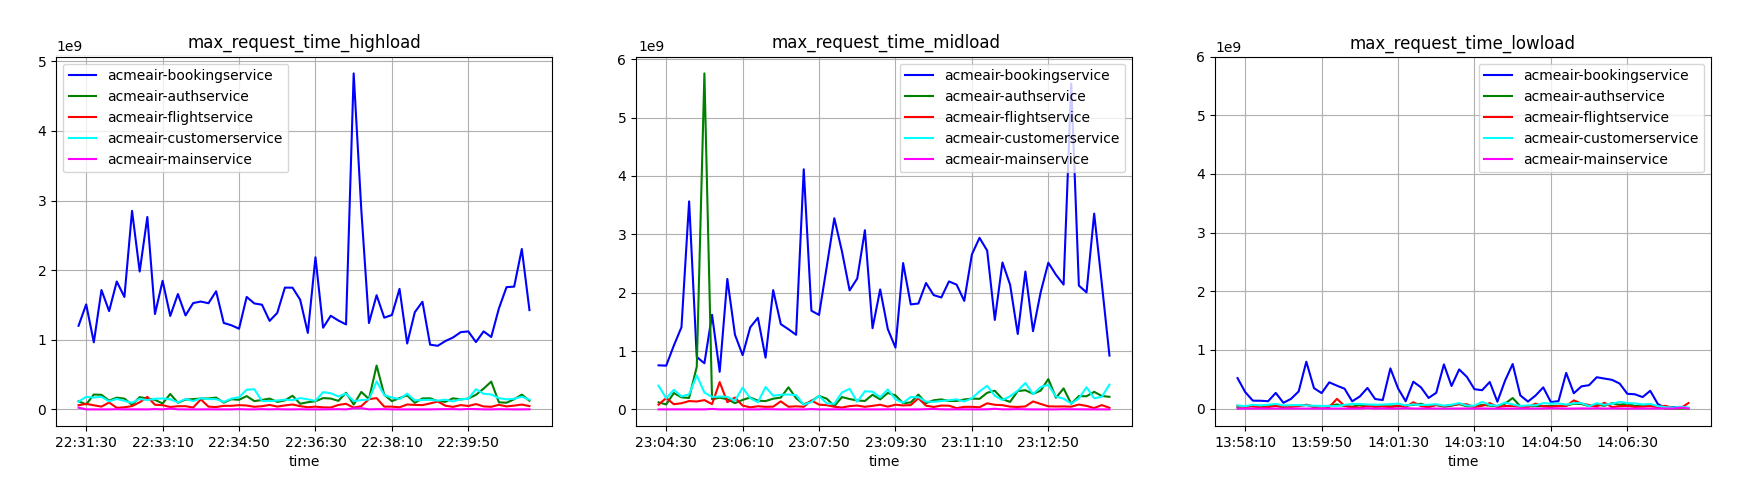 max_request_time_highload
1e9
acmeair-bookingservice
acmeair-authservice
acmeair-flightservice
acmeair-customerservice
acmeair-mainservice
5
4
3
2
1
0
22:31:30 22:33:10 22:34:50 22:36:30 22:38:10 22:39:50
time
max_request_time_midload
1e9
acmeair-bookingservice
acmeair-authservice
acmeair-flightservice
acmeair-customerservice
acmeair-mainservice
6
5
4
3
2
1
0
23:04:30 23:06:10 23:07:50 23:09:30 23:11:10 23:12:50
time
max_request_time_lowload
1e9
acmeair-bookingservice
acmeair-authservice
acmeair-flightservice
acmeair-customerservice
acmeair-mainservice
6
5
4
3
2
1
0
13:58:10 13:59:50 14:01:30 14:03:10 14:04:50 14:06:30
time